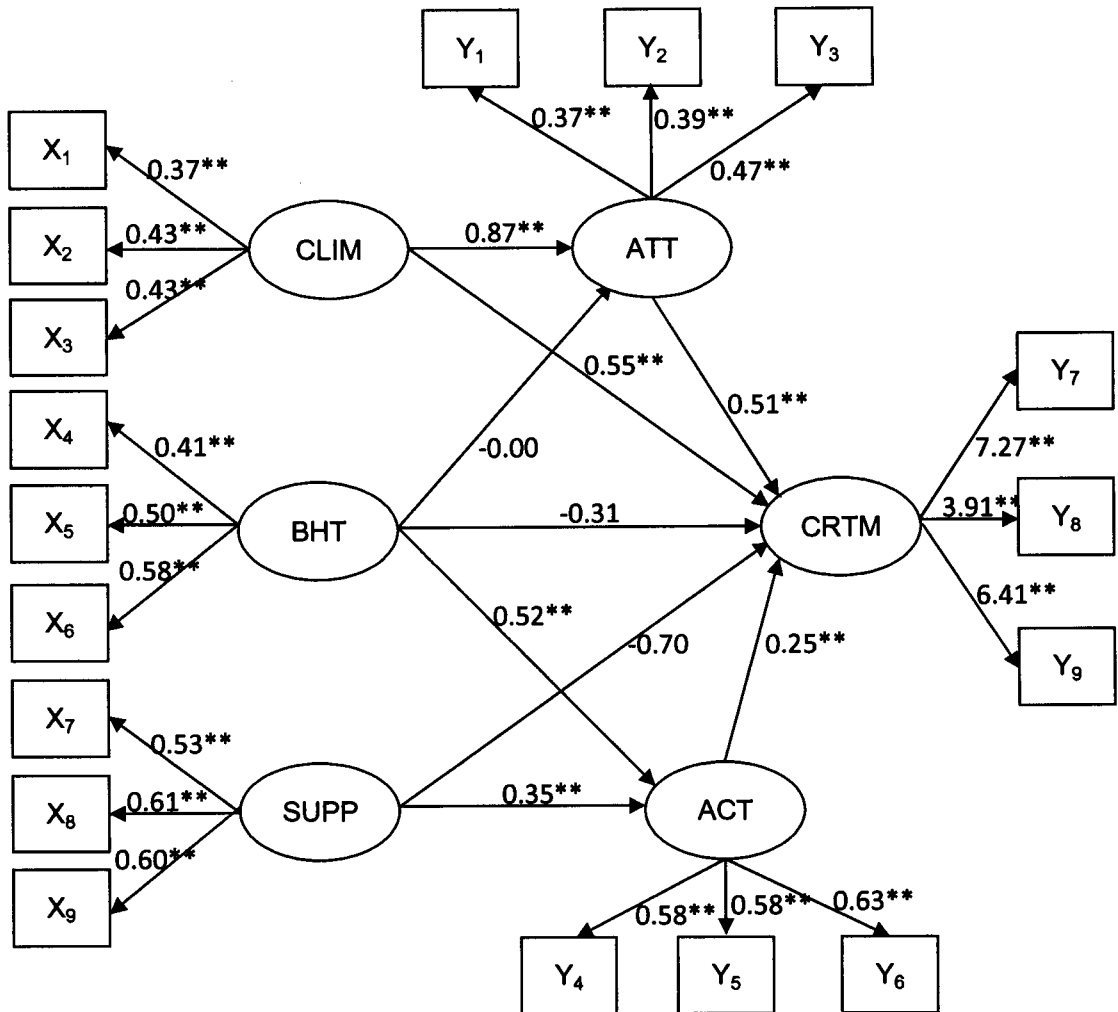 Y₁ Y₂ Y₃
0.37** 0.39** 0.47**
X₁
0.37**
X₂
0.43**
CLIM
0.87**
ATT
0.43**
X₃
0.55**
0.51**
Y₇
7.27**
X₄
0.41**
-0.00
X₅
0.50**
BHT
-0.31
CRTM
3.91**
Y₈
0.58**
X₆
0.52**
-0.70
0.25**
6.41**
Y₉
X₇
0.53**
X₈
0.61**
SUPP
0.35**
ACT
0.60**
X₉
0.58** 0.58** 0.63**
Y₄ Y₅ Y₆